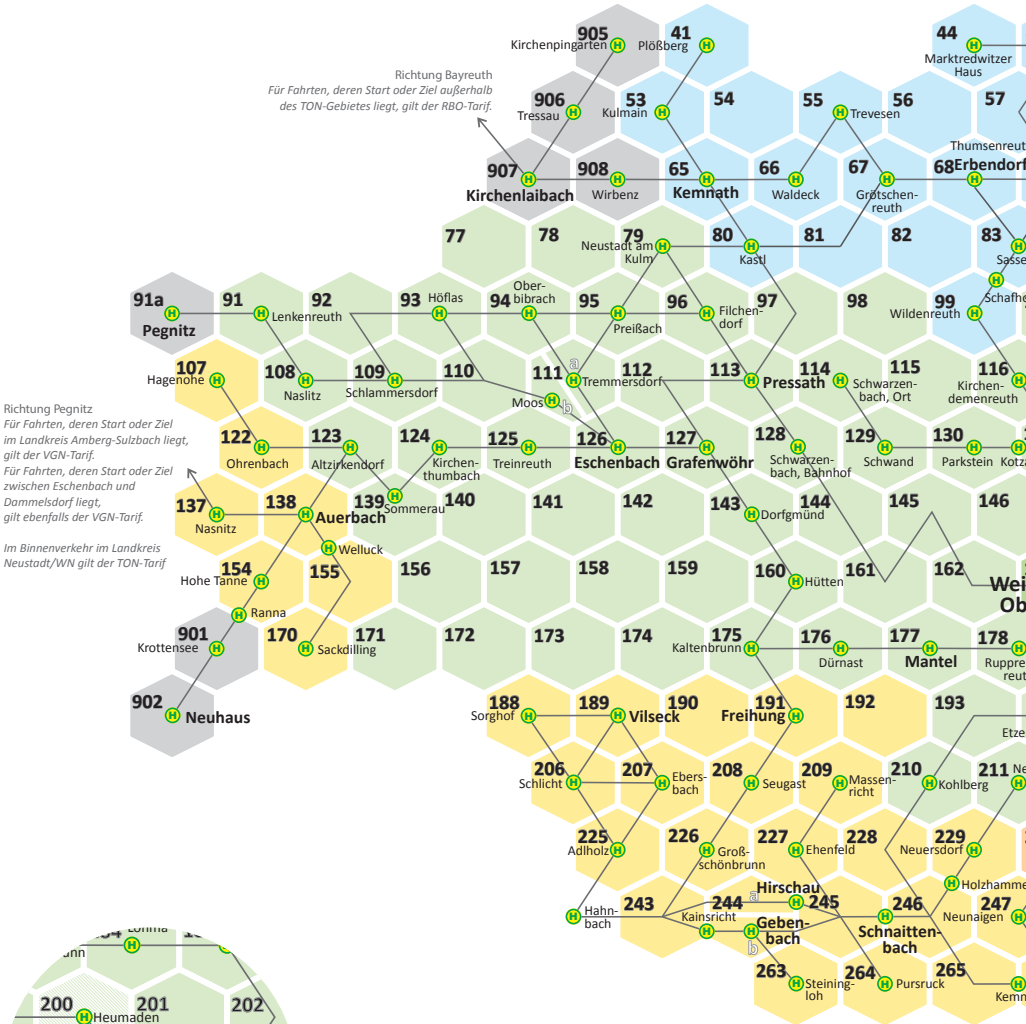 905
Kirchenpingarten
41
Plößberg
44
Marktredwitzer
Haus
Richtung Bayreuth
Für Fahrten, deren Start oder Ziel außerhalb
des TON-Gebietes liegt, gilt der RBO-Tarif.
906
Tressau
53
Kulmain
54
55
Trevesen
56
57
Thumsenreut
907
Kirchenlaibach
908
Wirbenz
65
Kemnath
66
Waldeck
67
Grötschen-
reuth
68
Erbendorf
77
78
79
Neustadt am
Kulm
80
Kastl
81
82
83
Sasse
Schafhe
91a
Pegnitz
91
Lenkenreuth
92
93
Höflas
94
Ober-
bibrach
95
Preißach
96
Filchen-
dorf
97
98
99
Wildenreuth
107
Hagenohe
108
Naslitz
109
Schlammersdorf
110
111
a
Tremmersdorf
Moos
b
112
113
Pressath
114
Schwarzen-
bach, Ort
115
116
Kirchen-
demenreuth
Richtung Pegnitz
Für Fahrten, deren Start oder Ziel
im Landkreis Amberg-Sulzbach liegt,
gilt der VGN-Tarif.
Für Fahrten, deren Start oder Ziel
zwischen Eschenbach und
Dammelsdorf liegt,
gilt ebenfalls der VGN-Tarif.
Im Binnenverkehr im Landkreis
Neustadt/WN gilt der TON-Tarif
122
Ohrenbach
123
Altzirkendorf
124
Kirchen-
thumbach
125
Treinreuth
126
Eschenbach
127
Grafenwöhr
128
Schwarzen-
bach, Bahnhof
129
Schwand
130
Parkstein
Kotza
137
Nasnitz
138
Auerbach
139
Sommerau
140
141
142
143
Dorfgmünd
144
145
146
Welluck
154
Hohe Tanne
155
156
157
158
159
160
Hütten
161
162
Wei
Ob
Ranna
901
Krottensee
170
Sackdilling
171
172
173
174
175
Kaltenbrunn
176
Dürnast
177
Mantel
178
Ruppre
reut
902
Neuhaus
188
Sorghof
189
Vilseck
190
191
Freihung
192
193
Etze
206
Schlicht
207
Ebers-
bach
208
Seugast
209
Massen-
richt
210
Kohlberg
211
Ne
225
Adlholz
226
Groß-
schönbrunn
227
Ehenfeld
228
229
Neuersdorf
Holzhamme
Hahn-
bach
243
244
Kainsricht
a
Hirschau
Geben-
bach
b
245
246
Schnaitten-
bach
247
Neunaigen
263
Steining-
loh
264
Pursruck
265
Kemn
Lohma
ann
200
Heumaden
201
202